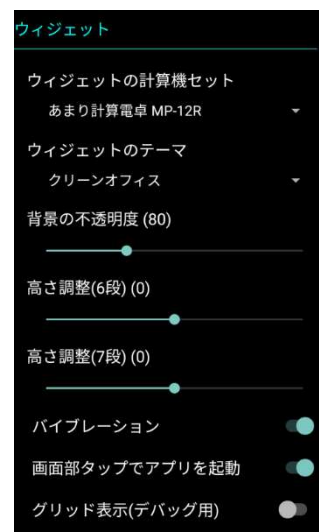 ウィジェット
ウィジェットの計算機セット
あまり計算電卓 MP-12R
ウィジェットのテーマ
クリーンオフィス
背景の不透明度 (80)
高さ調整(6段) (0)
高さ調整(7段) (0)
バイブレーション
画面部タップでアプリを起動
グリッド表示(デバッグ用)